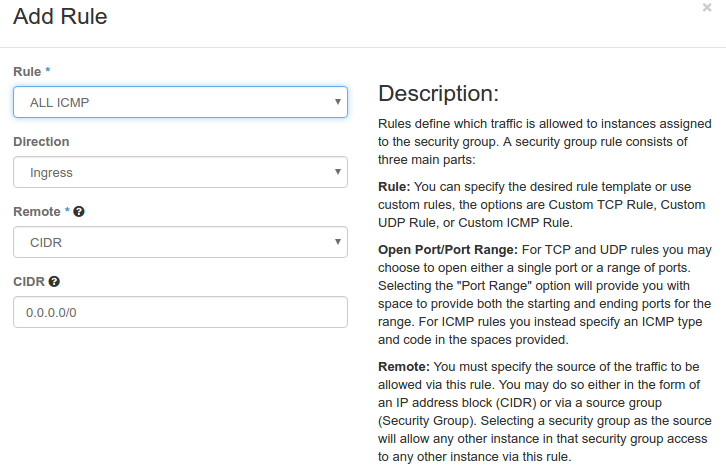 Add Rule
×
Rule *
ALL ICMP
Direction
Ingress
Remote *
CIDR
CIDR
0.0.0.0/0
Description:
Rules define which traffic is allowed to instances assigned
to the security group. A security group rule consists of
three main parts:
Rule: You can specify the desired rule template or use
custom rules, the options are Custom TCP Rule, Custom
UDP Rule, or Custom ICMP Rule.
Open Port/Port Range: For TCP and UDP rules you may
choose to open either a single port or a range of ports.
Selecting the "Port Range" option will provide you with
space to provide both the starting and ending ports for the
range. For ICMP rules you instead specify an ICMP type
and code in the spaces provided.
Remote: You must specify the source of the traffic to be
allowed via this rule. You may do so either in the form of
an IP address block (CIDR) or via a source group
(Security Group). Selecting a security group as the source
will allow any other instance in that security group access
to any other instance via this rule.